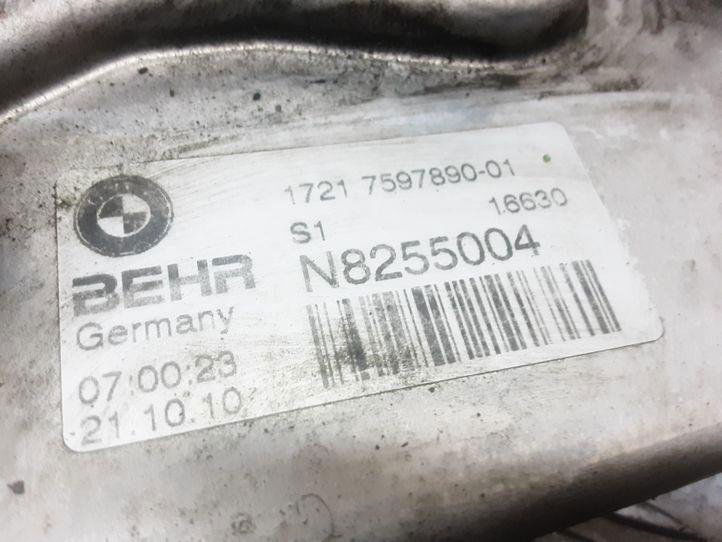 1721 7597890-01
S1 16630
N8255004
BEHR
Germany
07:00:23
21.10.10